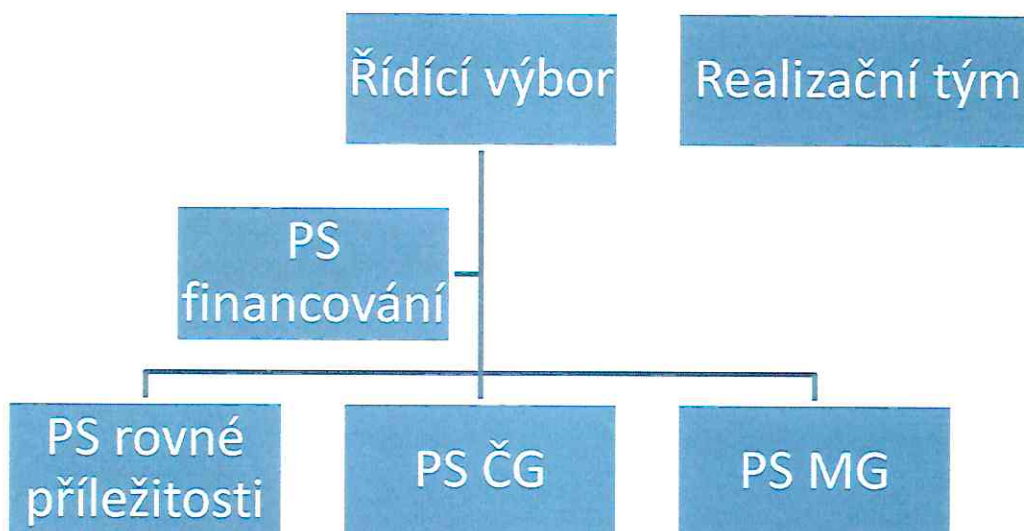 Řídící výbor
Realizační tým
PS
financování
PS rovné
příležitosti
PS ČG
PS MG